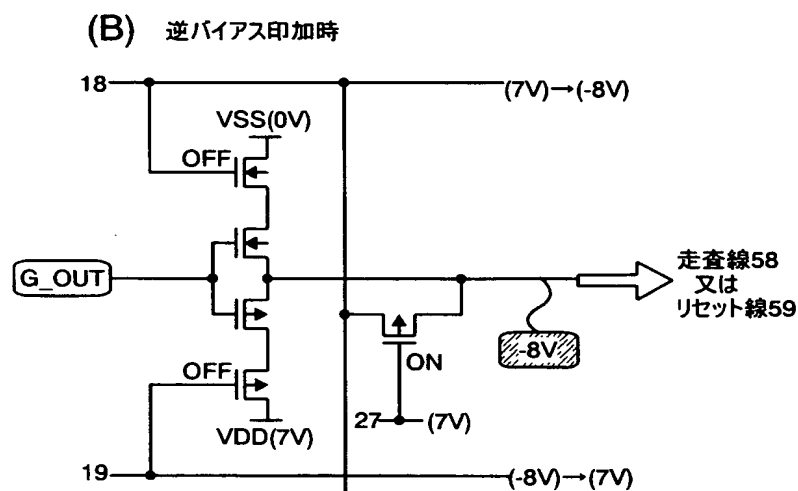 (B) 逆バイアス印加時
18
(7V)→(-8V)
VSS(0V)
OFF
G_OUT
走査線58
又は
リセット線59
-8V
ON
OFF
27
(7V)
VDD(7V)
19
(-8V)→(7V)